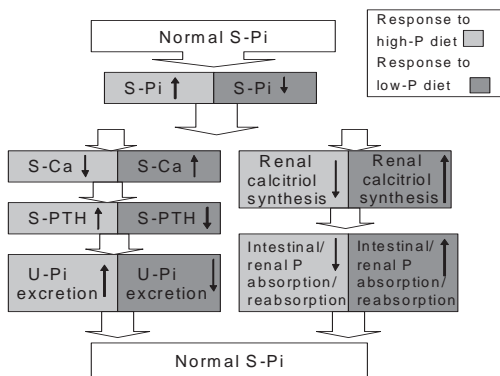 Normal S-Pi
Response to
high-P diet
Response to
low-P diet
S-Pi
S-Pi
S-Ca
S-Ca
S-PTH
S-PTH
U-Pi
excretion
U-Pi
excretion
Renal
calcitriol
synthesis
Renal
calcitriol
synthesis
Intestinal/
renal P
absorption/
reabsorption
Intestinal/
renal P
absorption/
reabsorption
Normal S-Pi